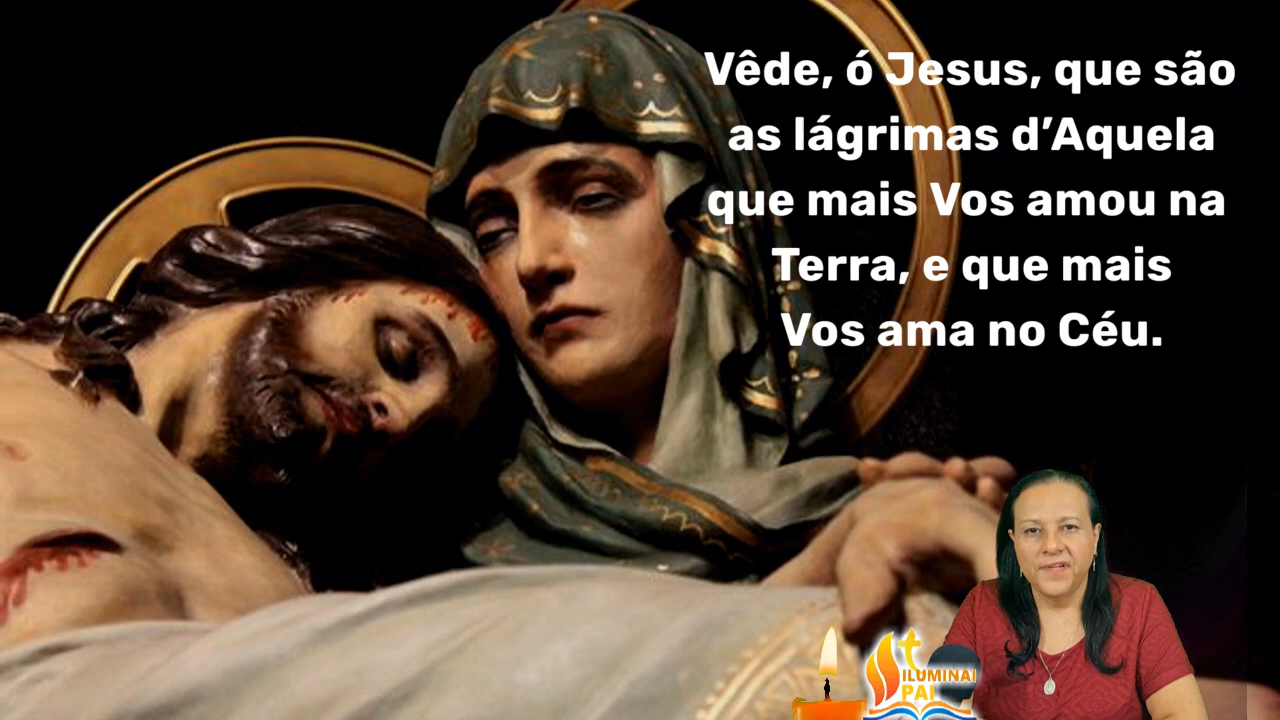 Vêde, ó Jesus, que são
as lágrimas d’Aquela
que mais Vos amou na
Terra, e que mais
Vos ama no Céu.
ILUMINAI
PAI